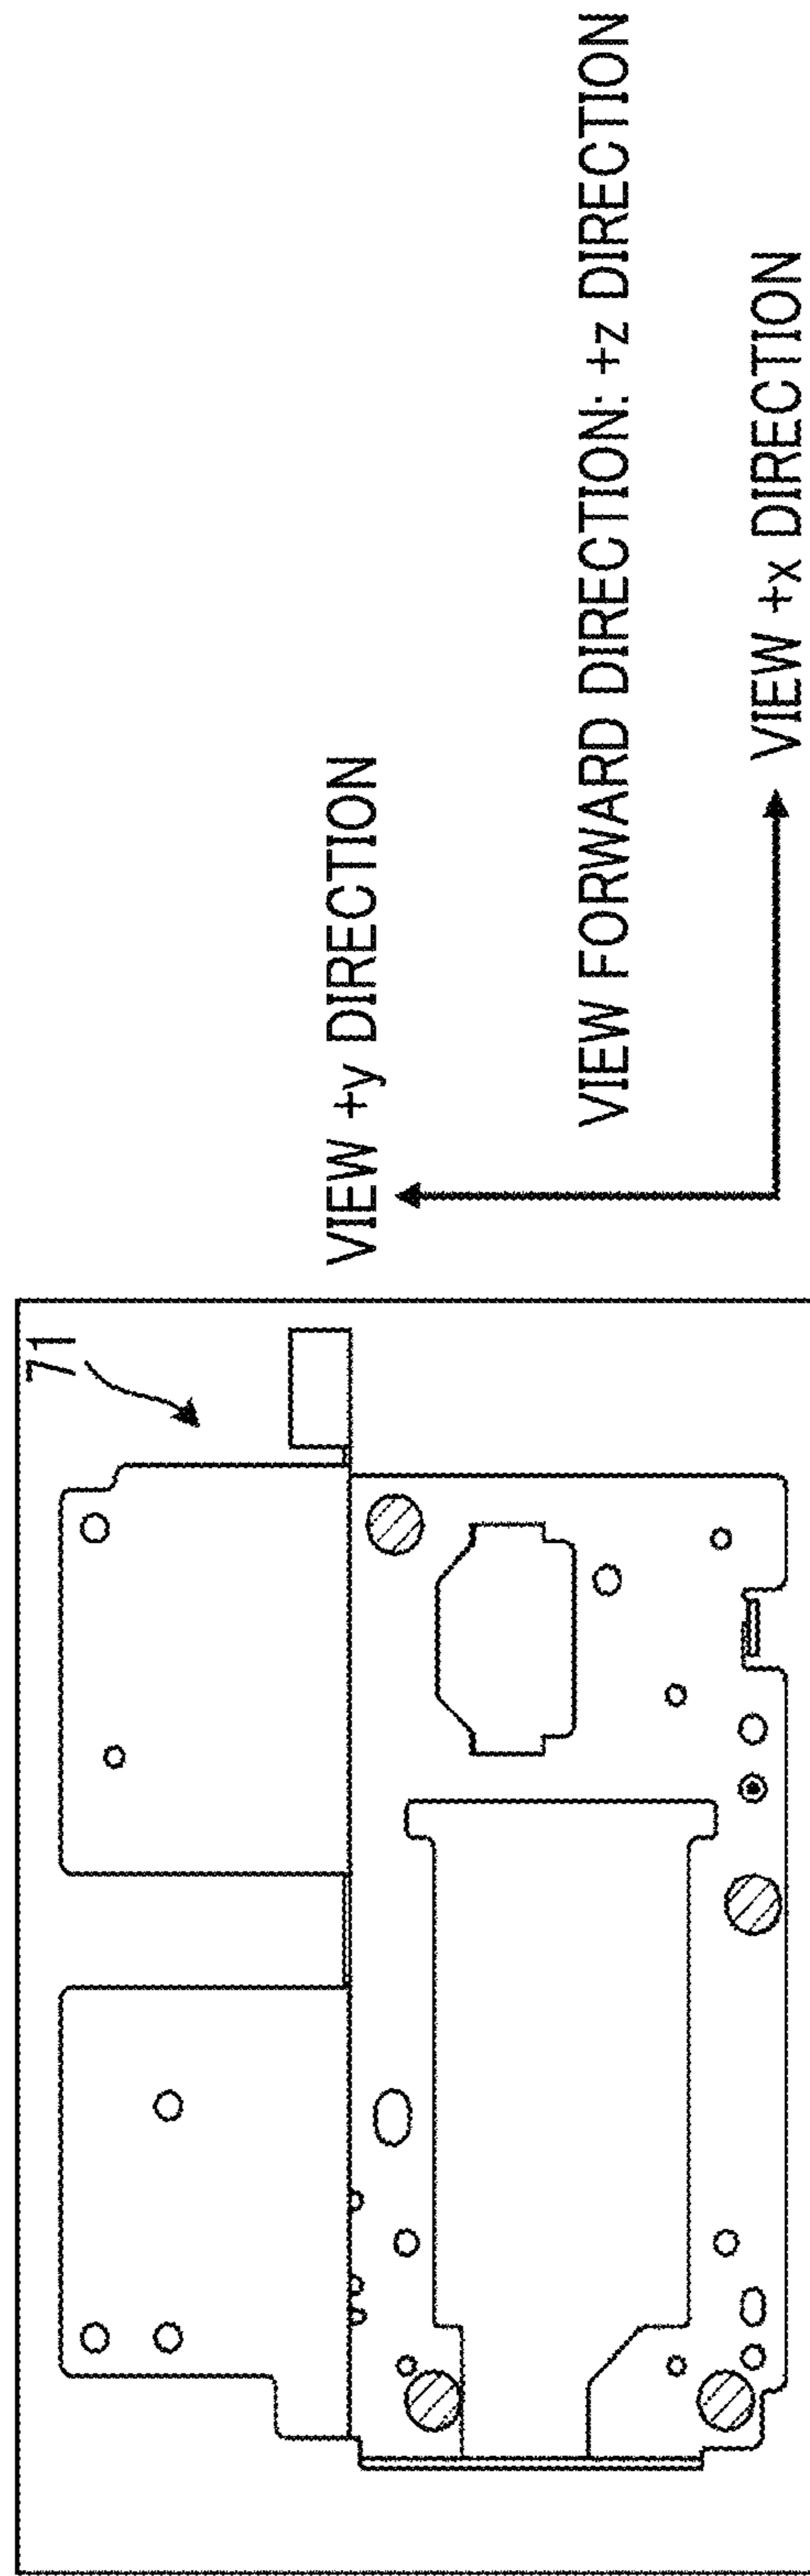 71
VIEW +y DIRECTION
VIEW FORWARD DIRECTION: +z DIRECTION
VIEW +x DIRECTION